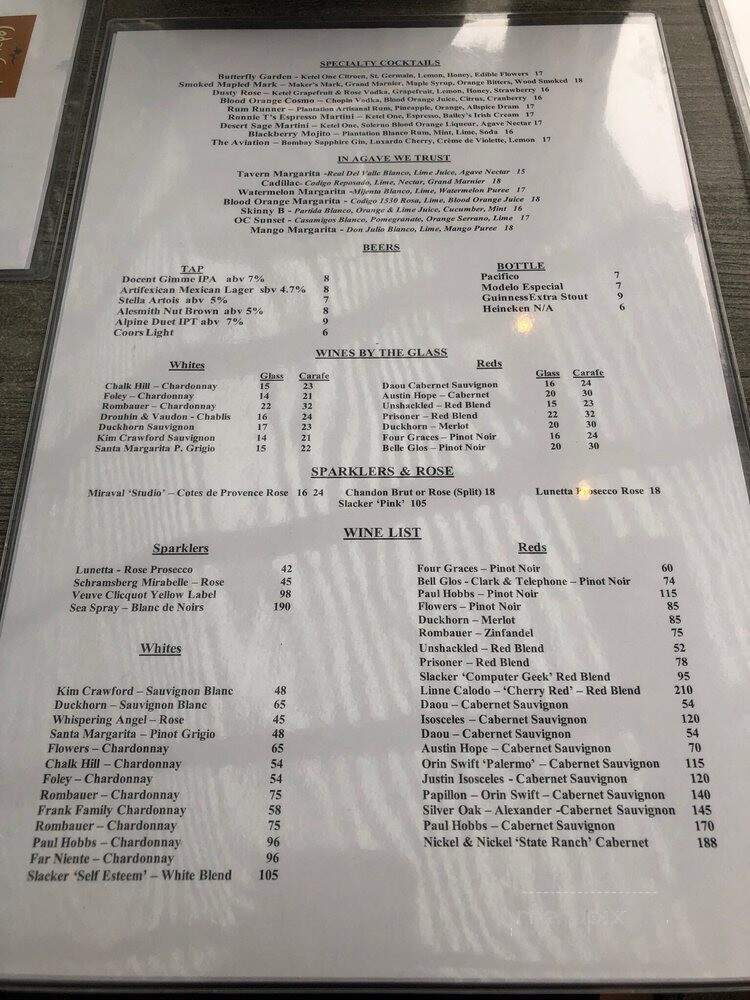 SPECIALTY COCKTAILS
Butterfly Garden - Ketel One Citroen, St. Germain, Lemon, Honey, Edible Flowers 17
Smoked Mapled Mark – Maker's Mark, Grand Marnier, Maple Syrup, Orange Bitters, Wood Smoked 18
Dusty Rose – Ketel Grapefruit & Rose Vodka, Grapefruit, Lemon, Honey, Strawberry 16
Blood Orange Cosmo – Chopin Vodka, Blood Orange Juice, Citrus, Cranberry 16
Rum Runner – Plantation Artisanal Rum, Pineapple, Orange, Allspice Dram 17
Ronnie T's Espresso Martini – Ketel One, Espresso, Bailey's Irish Cream 17
Desert Sage Martini – Ketel One, Solerno Blood Orange Liqueur, Agave Nectar 17
Blackberry Mojito – Plantation Blanco Rum, Mint, Lime, Soda 16
The Aviation – Bombay Sapphire Gin, Luxardo Cherry, Crème de Violette, Lemon 17
IN AGAVE WE TRUST
Tavern Margarita -Real Del Valle Blanco, Lime Juice, Agave Nectar 15
Cadillac- Codigo Reposado, Lime, Nectar, Grand Marnier 18
Watermelon Margarita -Mijenta Blanco, Lime, Watermelon Puree 17
Blood Orange Margarita - Codigo 1530 Rosa, Lime, Blood Orange Juice 18
Skinny B - Partida Blanco, Orange & Lime Juice, Cucumber, Mint 16
OC Sunset - Casamigos Blanco, Pomegranate, Orange Serrano, Lime 17
Mango Margarita - Don Julio Blanco, Lime, Mango Puree 18
BEERS
TAP
Docent Gimme IPA abv 7% 8
Artifexican Mexican Lager sbv 4.7% 8
Stella Artois abv 5% 7
Alesmith Nut Brown abv 5% 8
Alpine Duet IPT abv 7% 9
Coors Light 6
BOTTLE
Pacifico 7
Modelo Especial 7
GuinnessExtra Stout 9
Heineken N/A 6
WINES BY THE GLASS
Whites
Glass Carafe
Chalk Hill – Chardonnay 15 23
Foley – Chardonnay 14 21
Rombauer – Chardonnay 22 32
Drouhin & Vaudon - Chablis 16 24
Duckhorn Sauvignon 17 23
Kim Crawford Sauvignon 14 21
Santa Margarita P. Grigio 15 22
Reds
Glass Carafe
Daou Cabernet Sauvignon 16 24
Austin Hope – Cabernet 20 30
Unshackled – Red Blend 15 23
Prisoner – Red Blend 22 32
Duckhorn – Merlot 20 30
Four Graces – Pinot Noir 16 24
Belle Glos - Pinot Noir 20 30
SPARKLERS & ROSE
Miraval 'Studio' – Cotes de Provence Rose 16 24 Chandon Brut or Rose (Split) 18 Lunetta Prosecco Rose 18
Slacker 'Pink' 105
WINE LIST
Sparklers
Lunetta - Rose Prosecco 42
Schramsberg Mirabelle – Rose 45
Veuve Clicquot Yellow Label 98
Sea Spray – Blanc de Noirs 190
Whites
Kim Crawford – Sauvignon Blanc 48
Duckhorn – Sauvignon Blanc 65
Whispering Angel – Rose 45
Santa Margarita – Pinot Grigio 48
Flowers – Chardonnay 65
Chalk Hill – Chardonnay 54
Foley – Chardonnay 54
Rombauer – Chardonnay 75
Frank Family Chardonnay 58
Rombauer – Chardonnay 75
Paul Hobbs – Chardonnay 96
Far Niente – Chardonnay 96
Slacker 'Self Esteem' – White Blend 105
Reds
Four Graces – Pinot Noir 60
Bell Glos - Clark & Telephone – Pinot Noir 74
Paul Hobbs – Pinot Noir 115
Flowers – Pinot Noir 85
Duckhorn – Merlot 85
Rombauer – Zinfandel 75
Unshackled – Red Blend 52
Prisoner – Red Blend 78
Slacker 'Computer Geek' Red Blend 95
Linne Calodo – 'Cherry Red' – Red Blend 210
Daou – Cabernet Sauvignon 54
Isosceles – Cabernet Sauvignon 120
Daou – Cabernet Sauvignon 54
Austin Hope – Cabernet Sauvignon 70
Orin Swift 'Palermo' – Cabernet Sauvignon 115
Justin Isosceles - Cabernet Sauvignon 120
Papillon – Orin Swift – Cabernet Sauvignon 140
Silver Oak – Alexander -Cabernet Sauvignon 145
Paul Hobbs – Cabernet Sauvignon 170
Nickel & Nickel 'State Ranch' Cabernet 188